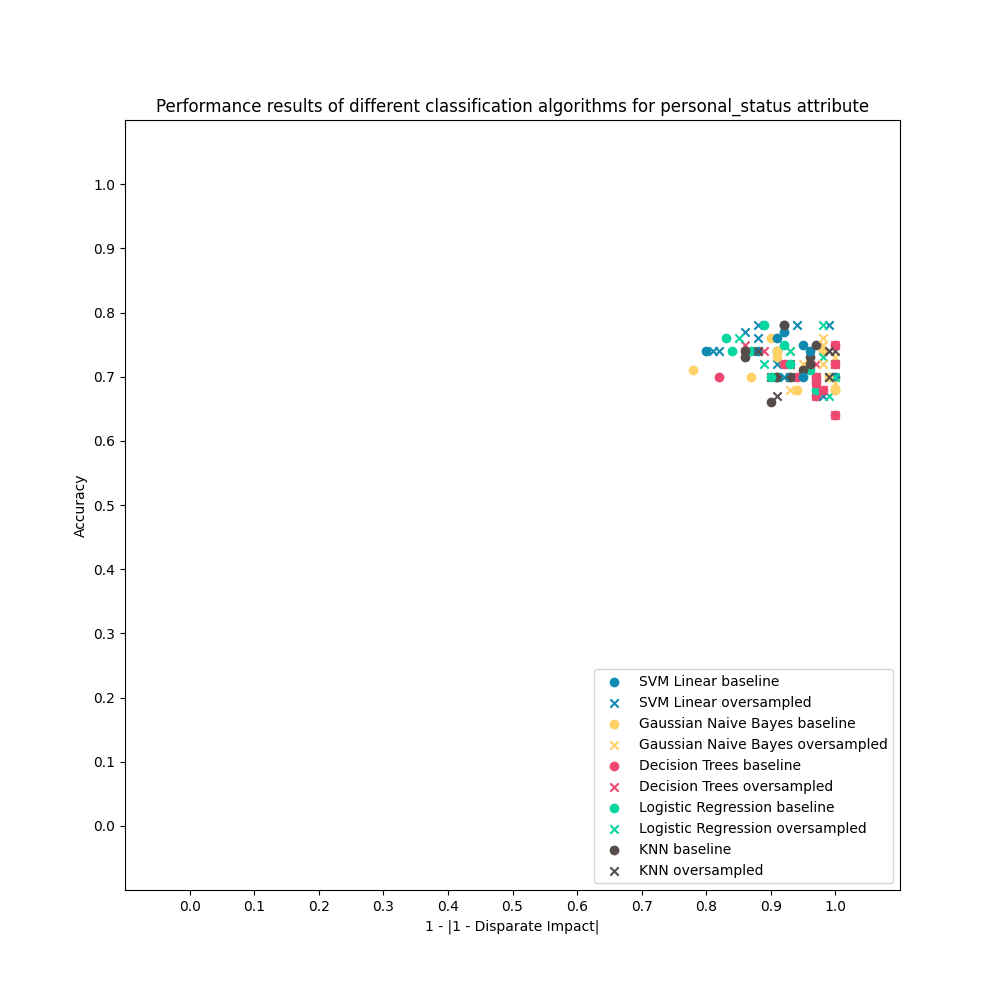 Performance results of different classification algorithms for personal_status attribute
1.0
0.9
0.8
0.7
0.6
0.5
0.4
0.3
0.2
0.1
0.0
Accuracy
SVM Linear baseline
SVM Linear oversampled
Gaussian Naive Bayes baseline
Gaussian Naive Bayes oversampled
Decision Trees baseline
Decision Trees oversampled
Logistic Regression baseline
Logistic Regression oversampled
KNN baseline
KNN oversampled
0.0 0.1 0.2 0.3 0.4 0.5 0.6 0.7 0.8 0.9 1.0
1 - |1 - Disparate Impact|